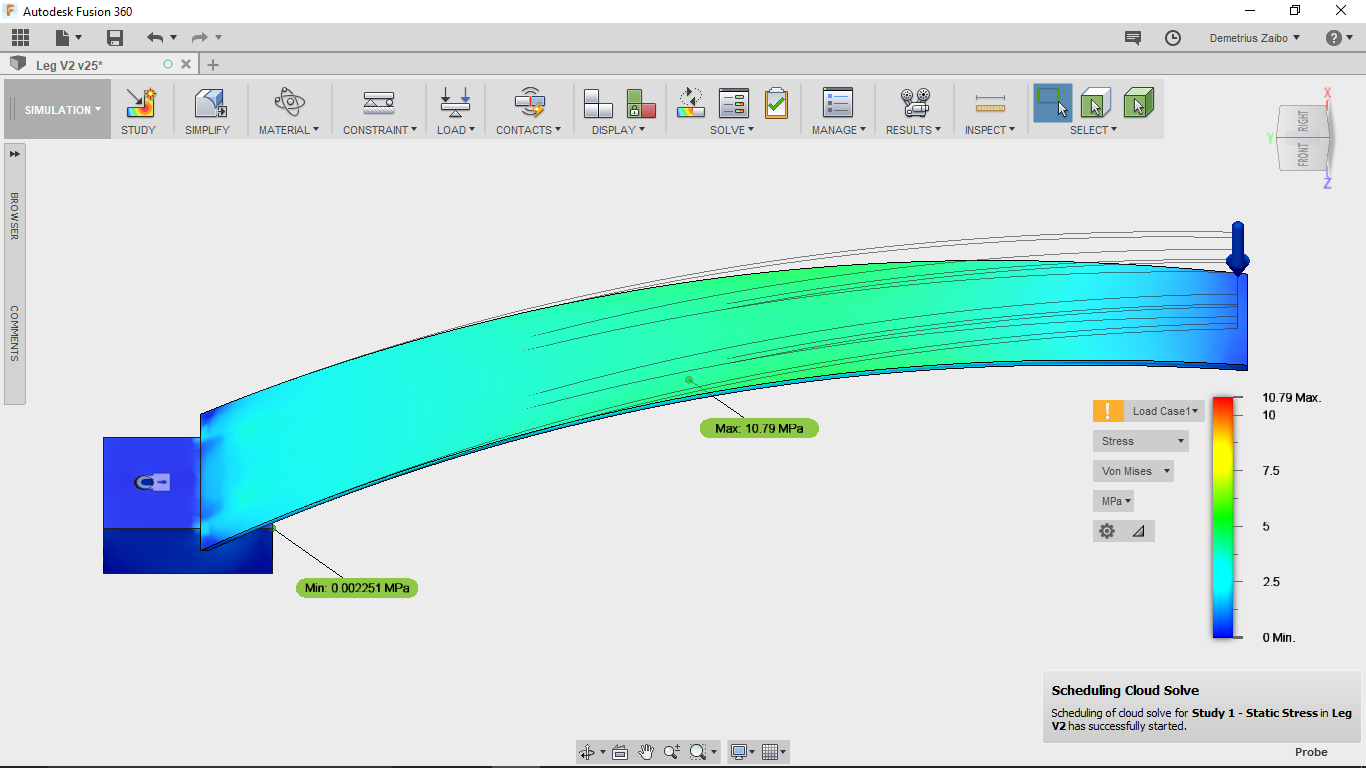 Autodesk Fusion 360
Demetrius Zaibo
Leg V2 v25*
SIMULATION
STUDY
SIMPLIFY
MATERIAL
CONSTRAINT
LOAD
CONTACTS
DISPLAY
SOLVE
MANAGE
RESULTS
INSPECT
SELECT
BROWSER
COMMENTS
X
Y
RIGHT
FRONT
Z
Max: 10.79 MPa
Min: 0.002251 MPa
! Load Case1
Stress
Von Mises
MPa
10.79 Max.
10
7.5
5
2.5
0 Min.
Scheduling Cloud Solve
Scheduling of cloud solve for Study 1 - Static Stress in Leg
V2 has successfully started.
Probe